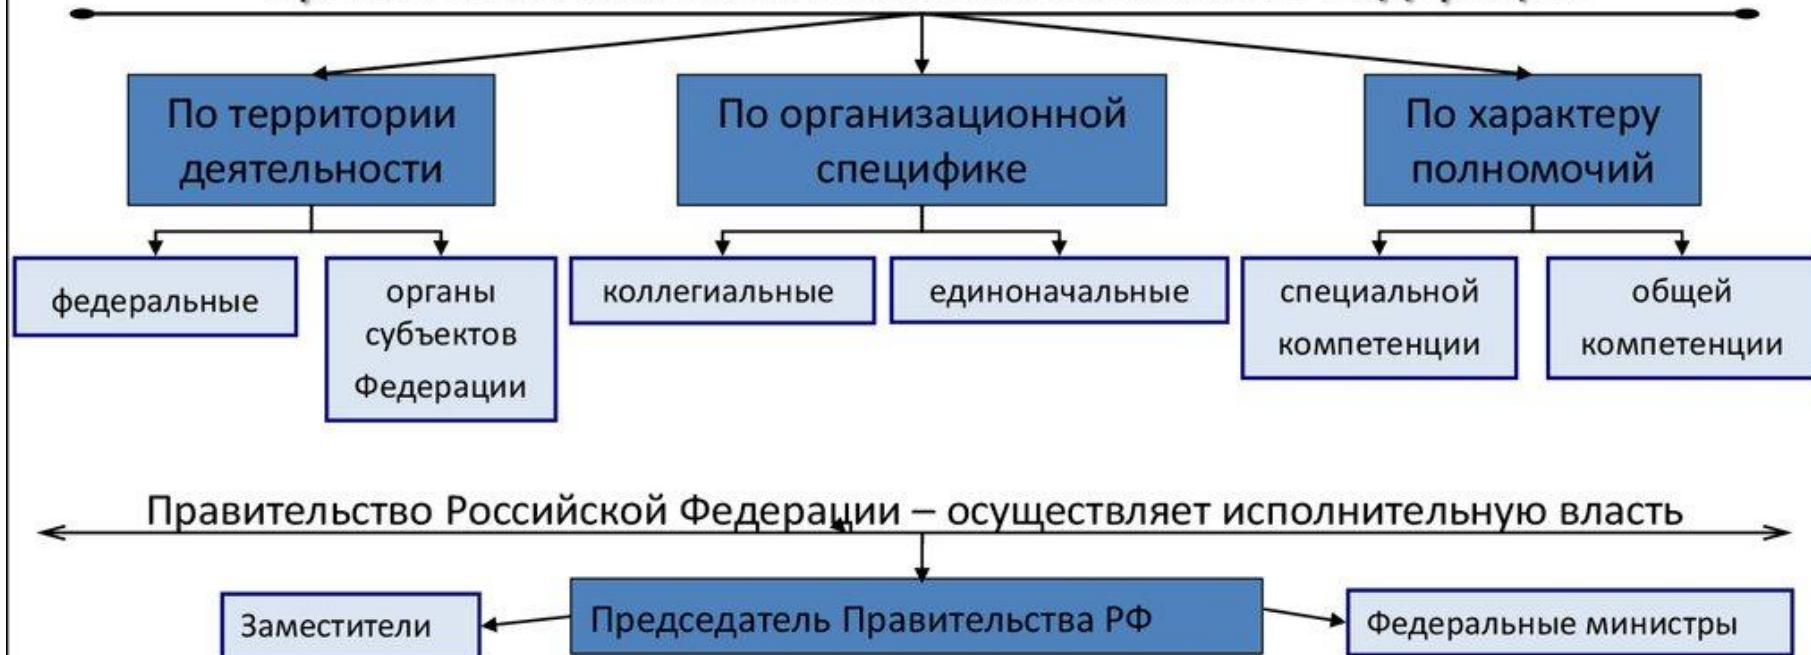 По территории
деятельности
По организационной
специфике
По характеру
полномочий
федеральные
органы
субъектов
Федерации
коллегиальные
единоначальные
специальной
компетенции
общей
компетенции
Правительство Российской Федерации – осуществляет исполнительную власть
Заместители
Председатель Правительства РФ
Федеральные министры